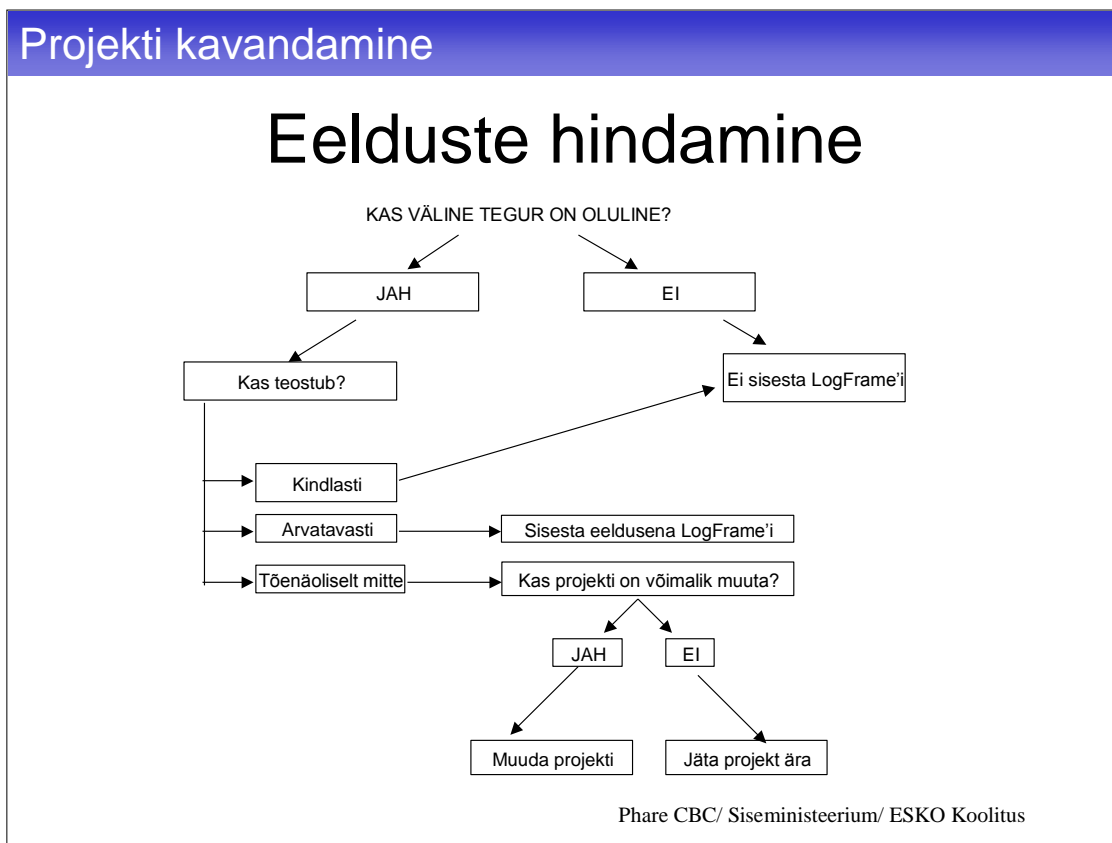 Projekti kavandamine
Eelduste hindamine
KAS VÄLINE TEGUR ON OLULINE?
JAH
EI
Kas teostub?
Ei sisesta LogFrame'i
Kindlasti
Arvatavasti
Sisesta eeldusena LogFrame'i
Tõenäoliselt mitte
Kas projekti on võimalik muuta?
JAH
EI
Muuda projekti
Jäta projekt ära
Phare CBC/ Siseministeerium/ ESKO Koolitus